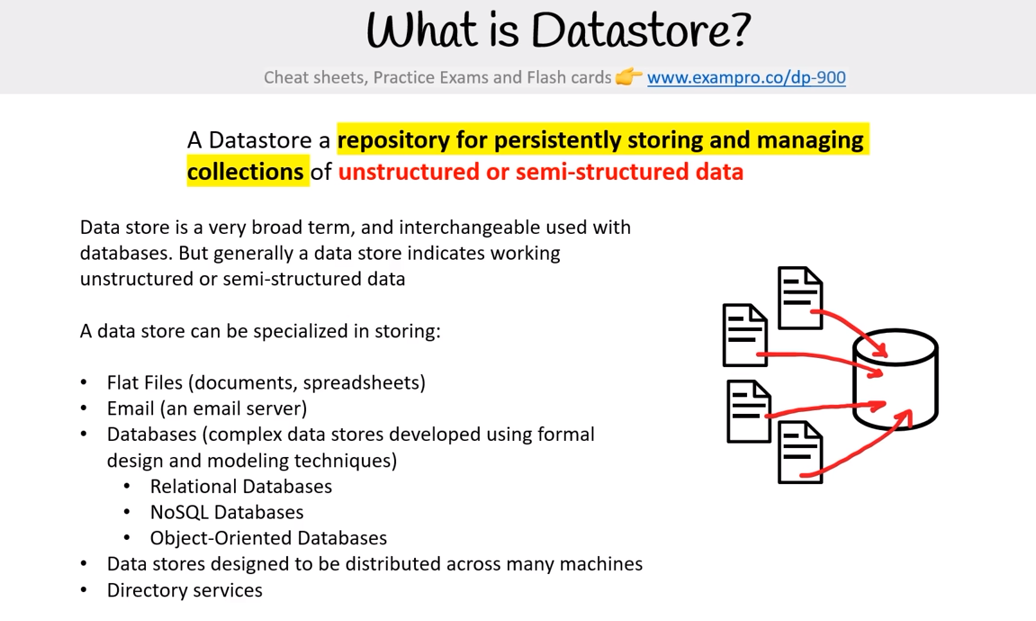 What is Datastore?
Cheat sheets, Practice Exams and Flash cards 👉 www.exampro.co/dp-900
A Datastore a repository for persistently storing and managing
collections of unstructured or semi-structured data
Data store is a very broad term, and interchangeable used with
databases. But generally a data store indicates working
unstructured or semi-structured data
A data store can be specialized in storing:
• Flat Files (documents, spreadsheets)
• Email (an email server)
• Databases (complex data stores developed using formal
design and modeling techniques)
• Relational Databases
• NoSQL Databases
• Object-Oriented Databases
• Data stores designed to be distributed across many machines
• Directory services